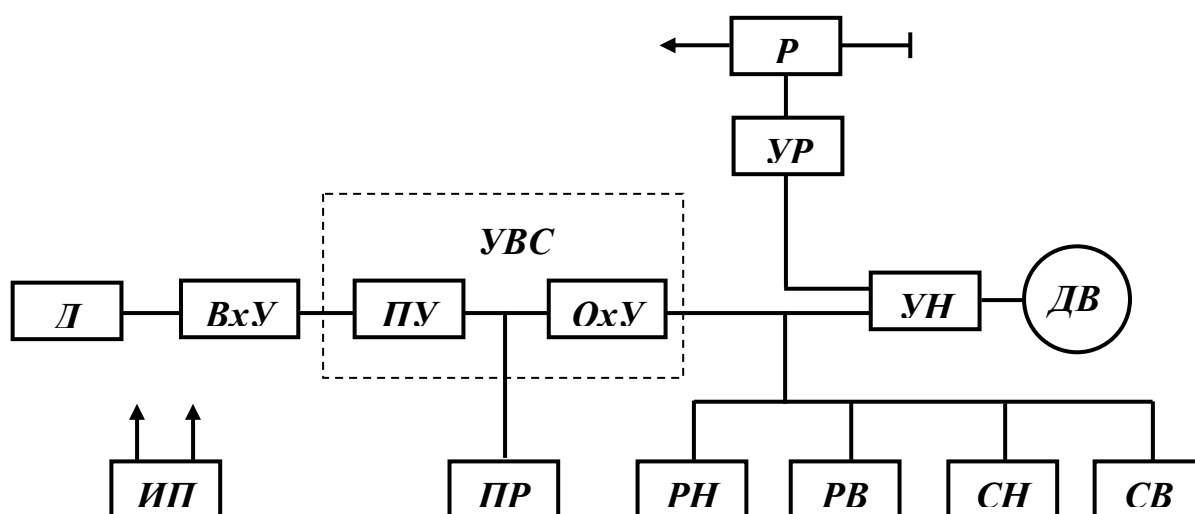 Р
УР
УВС
Д
ВхУ
ПУ
ОхУ
УН
ДВ
ИП
ПР
РН
РВ
СН
СВ